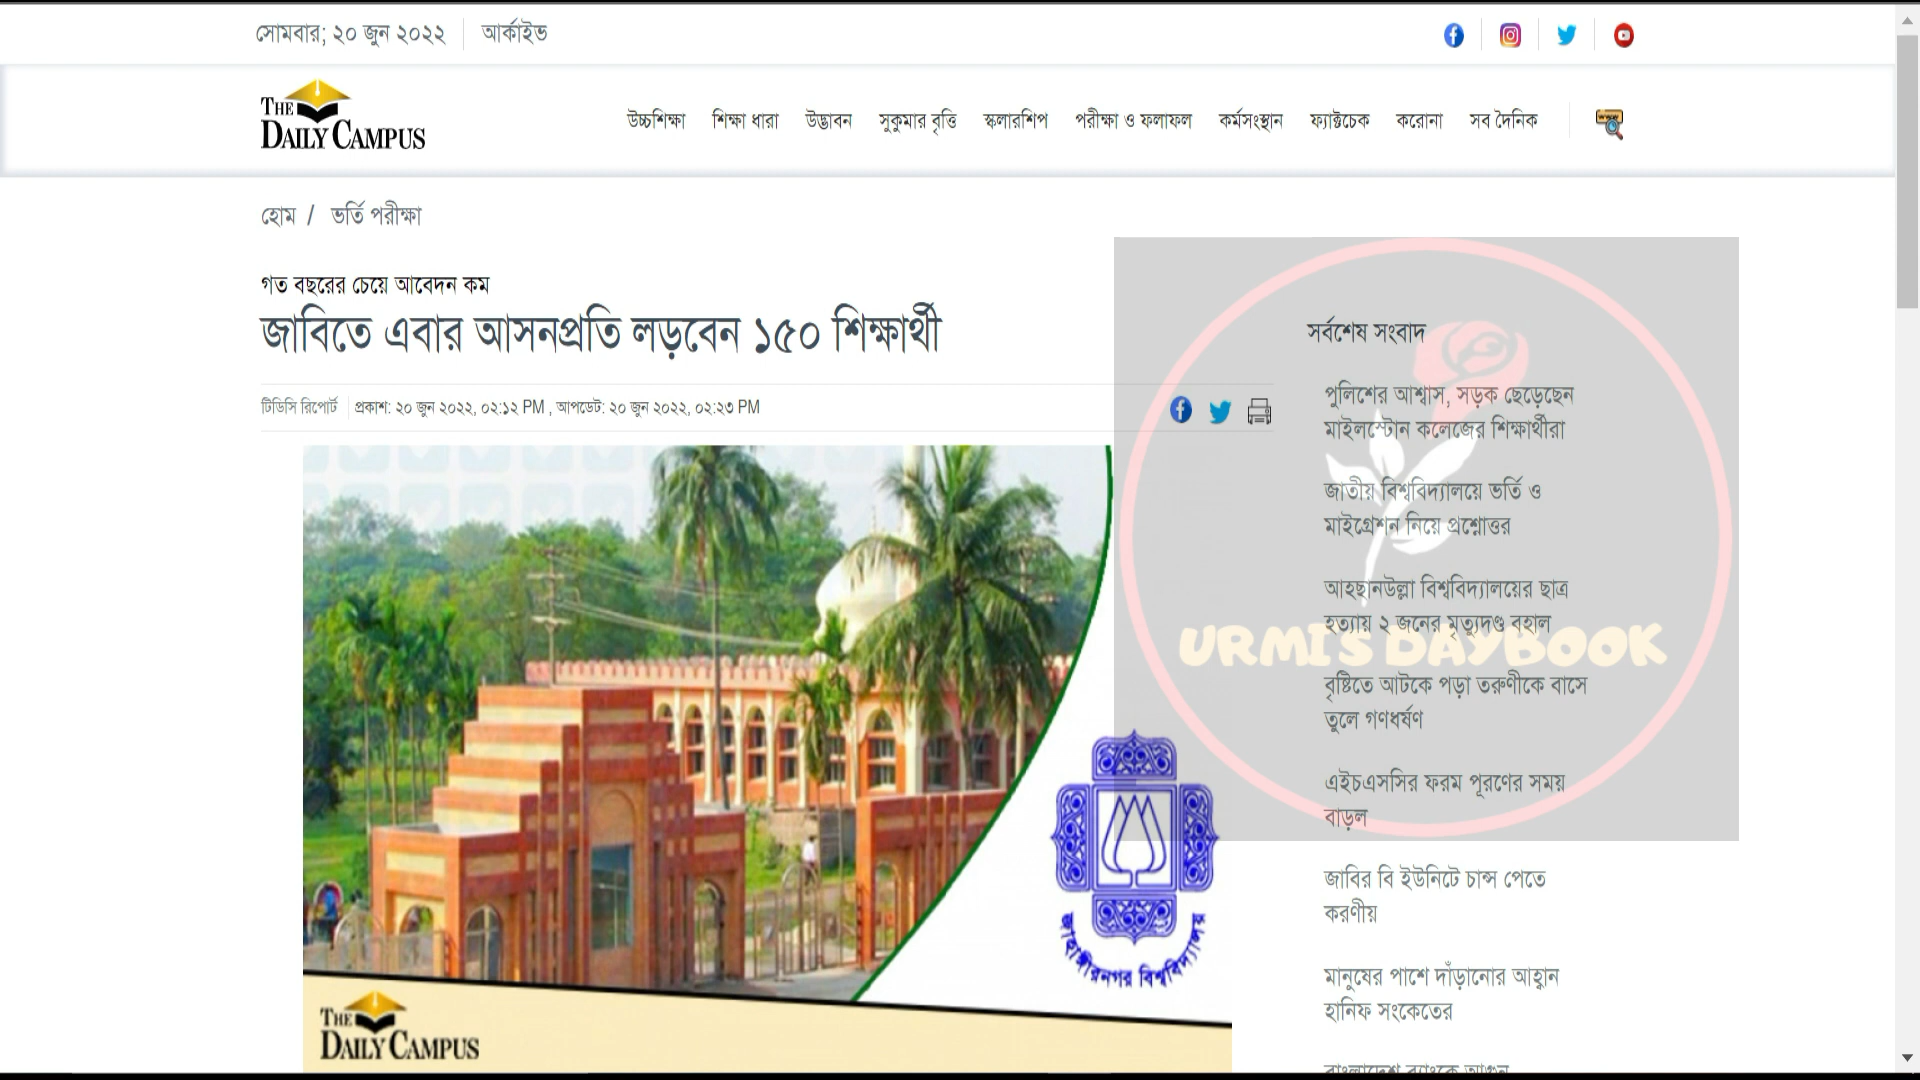 সোমবার; ২০ জুন ২০২২
আর্কাইভ
THE
DAILY CAMPUS
উচ্চশিক্ষা শিক্ষা ধারা উদ্ভাবন সুকুমার বৃত্তি স্কলারশিপ পরীক্ষা ও ফলাফল কর্মসংস্থান ফ্যাক্টচেক করোনা সব দৈনিক
হোম / ভর্তি পরীক্ষা
গত বছরের চেয়ে আবেদন কম
জাবিতে এবার আসনপ্রতি লড়বেন ১৫০ শিক্ষার্থী
টিডিসি রিপোর্ট প্রকাশ: ২০ জুন ২০২২, ০২:১২ PM , আপডেট: ২০ জুন ২০২২, ০২:২৩ PM
জাহাঙ্গীরনগর বিশ্ববিদ্যালয়
THE
DAILY CAMPUS
সর্বশেষ সংবাদ
পুলিশের আশ্বাস, সড়ক ছেড়েছেন
মাইলস্টোন কলেজের শিক্ষার্থীরা
জাতীয় বিশ্ববিদ্যালয়ে ভর্তি ও
মাইগ্রেশন নিয়ে প্রশ্নোত্তর
আহছানউল্লা বিশ্ববিদ্যালয়ের ছাত্র
হত্যায় ২ জনের মৃত্যুদণ্ড বহাল
URMI'S DAYBOOK
বৃষ্টিতে আটকে পড়া তরুণীকে বাসে
তুলে গণধর্ষণ
এইচএসসির ফরম পূরণের সময়
বাড়ল
জাবির বি ইউনিটে চান্স পেতে
করণীয়
মানুষের পাশে দাঁড়ানোর আহ্বান
হানিফ সংকেতের